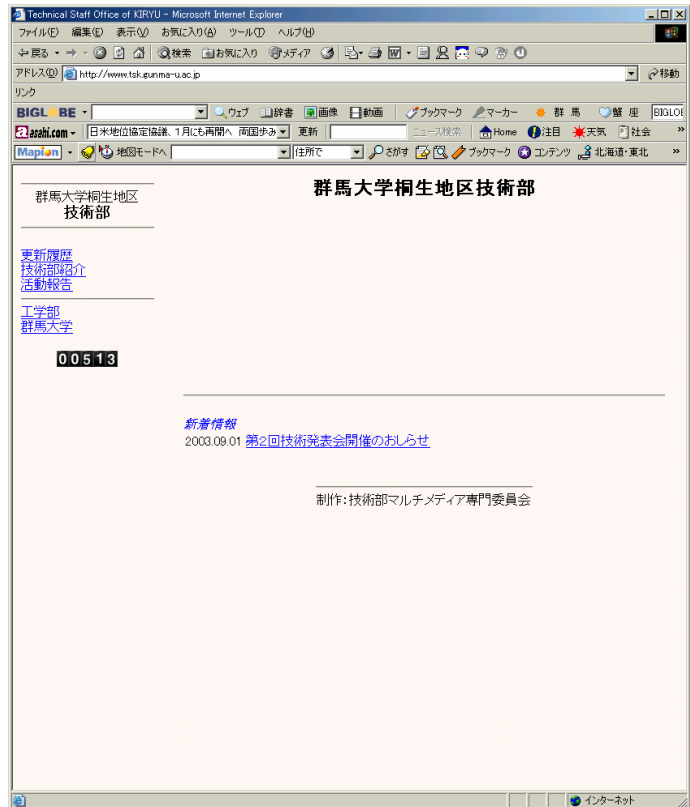 Technical Staff Office of KIRYU - Microsoft Internet Explorer
ファイル(F) 編集(E) 表示(V) お気に入り(A) ツール(T) ヘルプ(H)
戻る 検索 お気に入り メディア
アドレス(D) http://www.tsk.gunma-u.ac.jp 移動
リンク
BIGLOBE ウェブ 辞書 画像 動画 ブックマーク マーカー 群 馬 蟹 座 BIGLOE
asahi.com 日米地位協定協議、1月にも再開へ 両国歩み 更新 ニュース検索 Home 注目 天気 社会 »
Mapion 地図モードへ 住所で さがす ブックマーク コンテンツ 北海道・東北 »
群馬大学桐生地区
技術部
更新履歴
技術部紹介
活動報告
工学部
群馬大学
00513
群馬大学桐生地区技術部
新着情報
2003.09.01 第2回技術発表会開催のおしらせ
制作：技術部マルチメディア専門委員会
インターネット